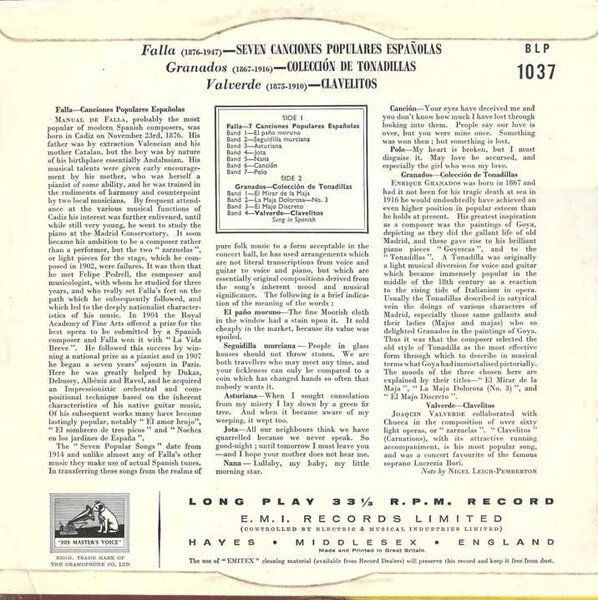 Falla (1876-1947)—SEVEN CANCIONES POPULARES ESPAÑOLAS
Granados (1867-1916)—COLECCIÓN DE TONADILLAS
Valverde (1875-1910)—CLAVELITOS
BLP
1037
Falla—Canciones Populares Españolas
MANUAL DE FALLA, probably the most
popular of modern Spanish composers, was
born in Cadiz on November 23rd, 1876. His
father was by extraction Valencian and his
mother Catalan, but the boy was by nature
of his birthplace essentially Andalusian. His
musical talents were given early encourage-
ment by his mother, who was herself a
pianist of some ability, and he was trained in
the rudiments of harmony and counterpoint
by two local musicians. By frequent attend-
ance at the various musical functions of
Cadiz his interest was further enlivened, until
while still very young, he went to study the
piano at the Madrid Conservatory. It soon
became his ambition to be a composer rather
than a performer, but the two " zarzuelas ",
or light pieces for the stage, which he com-
posed in 1902, were failures. It was then that
he met Felipe Pedrell, the composer and
musicologist, with whom he studied for three
years, and who really set Falla's feet on the
path which he subsequently followed, and
which led to the deeply nationalist character-
istics of his music. In 1904 the Royal
Academy of Fine Arts offered a prize for the
best opera to be submitted by a Spanish
composer and Falla won it with " La Vida
Breve ". He followed this success by win-
ning a national prize as a pianist and in 1907
he began a seven years' sojourn in Paris.
Here he was greatly helped by Dukas,
Debussy, Albéniz and Ravel, and he acquired
an Impressionistic orchestral and com-
positional technique based on the inherent
characteristics of his native guitar music.
Of his subsequent works many have become
lastingly popular, notably " El amor brujo ",
" El sombrero de tres picos " and " Noches
en los jardines de España ".
The " Seven Popular Songs " date from
1914 and unlike almost any of Falla's other
music they make use of actual Spanish tunes.
In transferring these songs from the realms of
SIDE 1
Falla—7 Canciones Populares Españolas
Band 1—El paño moruno
Band 2—Seguidilla murciana
Band 3—Asturiana
Band 4—Jota
Band 5—Nana
Band 6—Canción
Band 7—Polo
SIDE 2
Granados—Colección de Tonadillas
Band 1—El Mirar de la Maja
Band 2—La Maja Dolorosa—No. 3
Band 3—El Majo Discreto
Band 4—Valverde—Clavelitos
Sung in Spanish
pure folk music to a form acceptable in the
concert hall, he has used arrangements which
are not literal transcriptions from voice and
guitar to voice and piano, but which are
essentially original compositions derived from
the song's inherent mood and musical
significance. The following is a brief indica-
tion of the meaning of the words :
El paño moruno—The fine Moorish cloth
in the window had a stain upon it. It sold
cheaply in the market, because its value was
spoiled.
Seguidilla murciana — People in glass
houses should not throw stones. We are
both travellers who may meet any time, and
your fickleness can only be compared to a
coin which has changed hands so often that
nobody wants it.
Asturiana—When I sought consolation
from my misery I lay down by a green fir
tree. And when it became aware of my
weeping, it wept too.
Jota—All our neighbours think we have
quarrelled because we never speak. So
good-night ; until tomorrow I must leave you
—and I hope your mother does not hear me.
Nana — Lullaby, my baby, my little
morning star.
Canción—Your eyes have deceived me and
you don't know how much I have lost through
looking into them. People say our love is
over, but you were mine once. Something
was won then ; but something is lost.
Polo—My heart is broken, but I must
disguise it. May love be accursed, and
especially the girl who won my love.
Granados—Colección de Tonadillas
ENRIQUE GRANADOS was born in 1867 and
had it not been for his tragic death at sea in
1916 he would undoubtedly have achieved an
even higher position in popular esteem than
he holds at present. His greatest inspiration
as a composer was the paintings of Goya,
depicting as they did the gallant life of old
Madrid, and these gave rise to his brilliant
piano pieces " Goyescas ", and to the
" Tonadillas ". A Tonadilla was originally
a light musical diversion for voice and guitar
which became immensely popular in the
middle of the 18th century as a reaction
to the rising tide of Italianism in opera.
Usually the Tonadillas described in satyrical
vein the doings of various characters of
Madrid, especially those same gallants and
their ladies (Majos and majas) who so
delighted Granados in the paintings of Goya.
Thus it was that the composer selected the
old style of Tonadilla as the most effective
form through which to describe in musical
terms what Goya had immortalised pictorially.
The moods of the three chosen here are
explained by their titles—" El Mirar de la
Maja ", " La Maja Dolorosa (No. 3) ", and
" El Majo Discreto ".
Valverde—Clavelitos
JOAQUIN VALVERDE collaborated with
Chueca in the composition of over sixty
light operas, or " zarzuelas ". " Clavelitos "
(Carnations), with its attractive running
accompaniment, is his most popular song,
and was a concert favourite of the famous
soprano Lucrezia Bori.
Note by NIGEL LEIGH-PEMBERTON
"HIS MASTER'S VOICE"
REGD. TRADE MARK OF
THE GRAMOPHONE CO. LTD.
LONG PLAY 33⅓ R.P.M. RECORD
E.M.I. RECORDS LIMITED
(CONTROLLED BY ELECTRIC & MUSICAL INDUSTRIES LIMITED)
HAYES • MIDDLESEX • ENGLAND
Made and Printed in Great Britain
The use of "EMITEX" cleaning material (available from Record Dealers) will preserve this record and keep it free from dust.